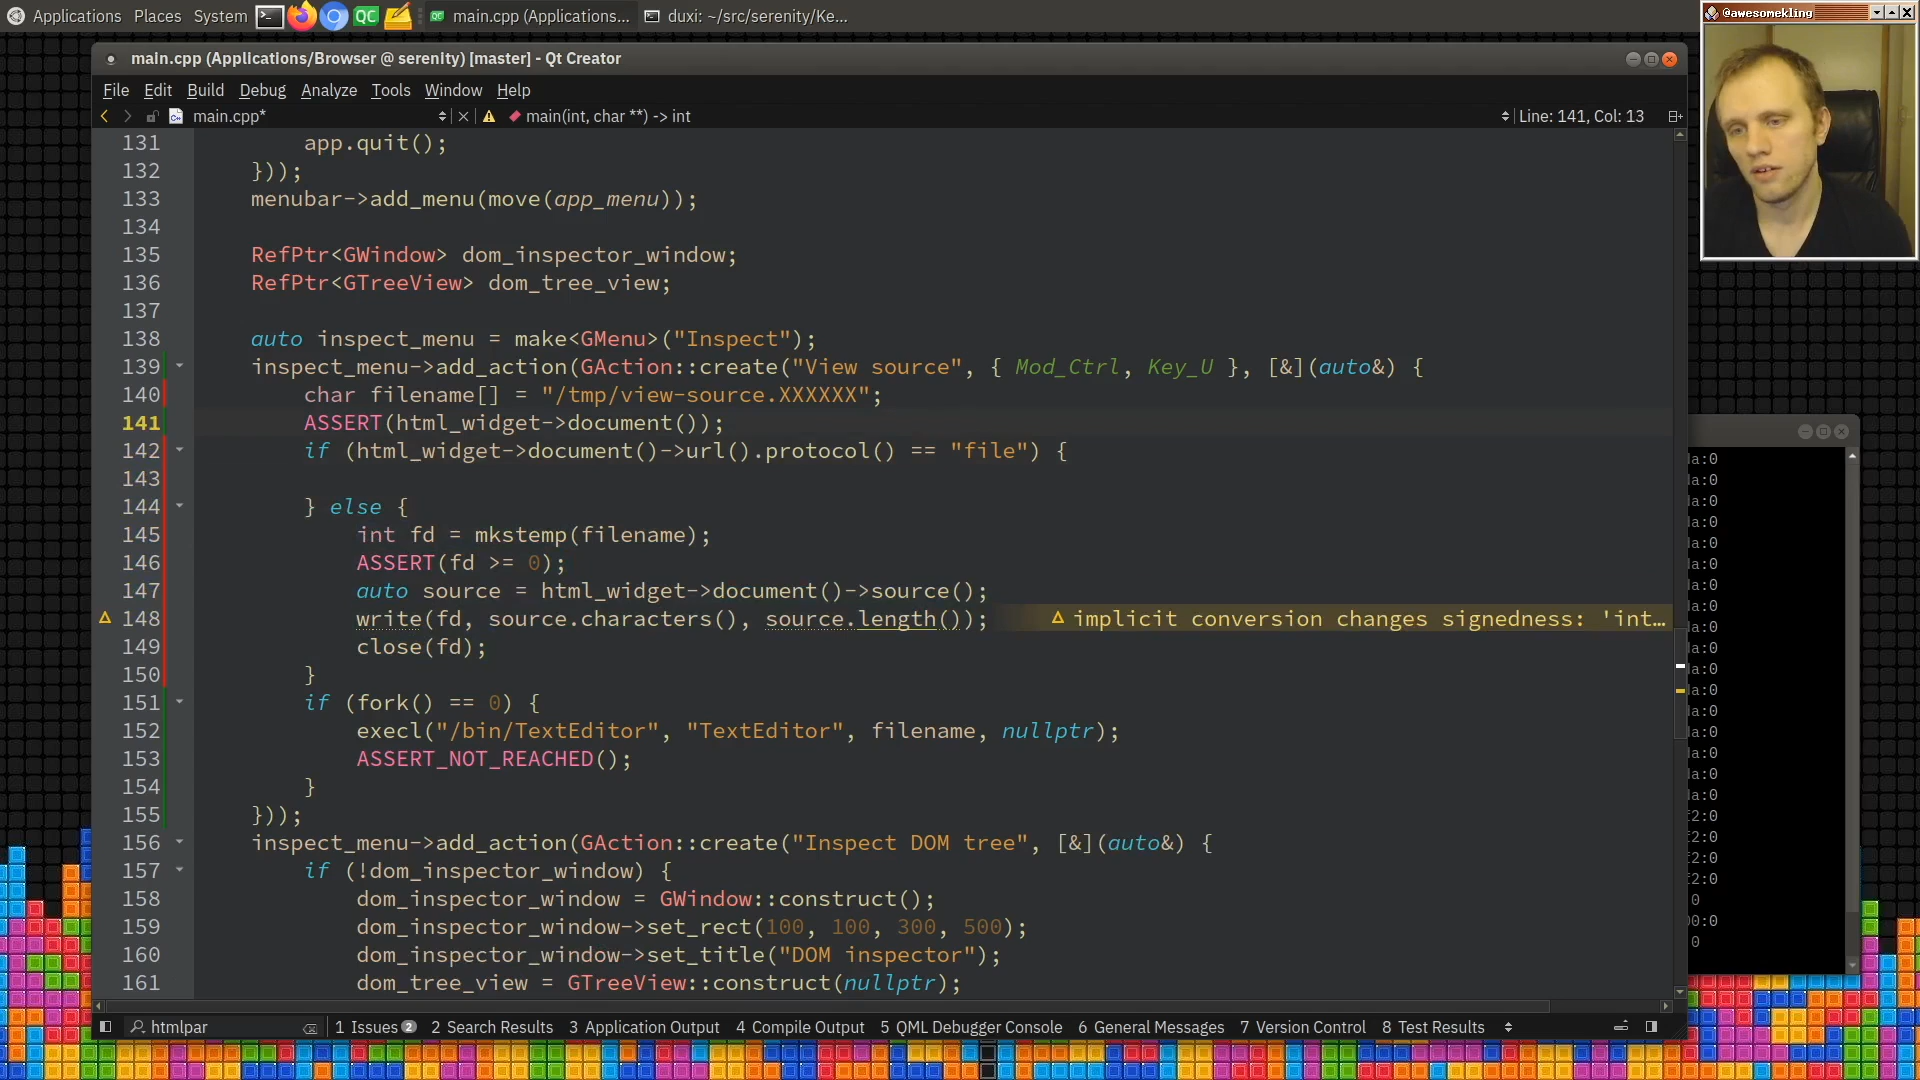 Applications Places System QC main.cpp (Applications... duxi: ~/src/serenity/Ke...
@awesomekling
main.cpp (Applications/Browser @ serenity) [master] - Qt Creator
File Edit Build Debug Analyze Tools Window Help
main.cpp* main(int, char **) -> int Line: 141, Col: 13
131 app.quit();
132 }));
133 menubar->add_menu(move(app_menu));
134
135 RefPtr<GWindow> dom_inspector_window;
136 RefPtr<GTreeView> dom_tree_view;
137
138 auto inspect_menu = make<GMenu>("Inspect");
139 inspect_menu->add_action(GAction::create("View source", { Mod_Ctrl, Key_U }, [&](auto&) {
140 char filename[] = "/tmp/view-source.XXXXXX";
141 ASSERT(html_widget->document());
142 if (html_widget->document()->url().protocol() == "file") {
143
144 } else {
145 int fd = mkstemp(filename);
146 ASSERT(fd >= 0);
147 auto source = html_widget->document()->source();
148 write(fd, source.characters(), source.length()); implicit conversion changes signedness: 'int...
149 close(fd);
150 }
151 if (fork() == 0) {
152 execl("/bin/TextEditor", "TextEditor", filename, nullptr);
153 ASSERT_NOT_REACHED();
154 }
155 }));
156 inspect_menu->add_action(GAction::create("Inspect DOM tree", [&](auto&) {
157 if (!dom_inspector_window) {
158 dom_inspector_window = GWindow::construct();
159 dom_inspector_window->set_rect(100, 100, 300, 500);
160 dom_inspector_window->set_title("DOM inspector");
161 dom_tree_view = GTreeView::construct(nullptr);
htmlpar 1 Issues 2 2 Search Results 3 Application Output 4 Compile Output 5 QML Debugger Console 6 General Messages 7 Version Control 8 Test Results